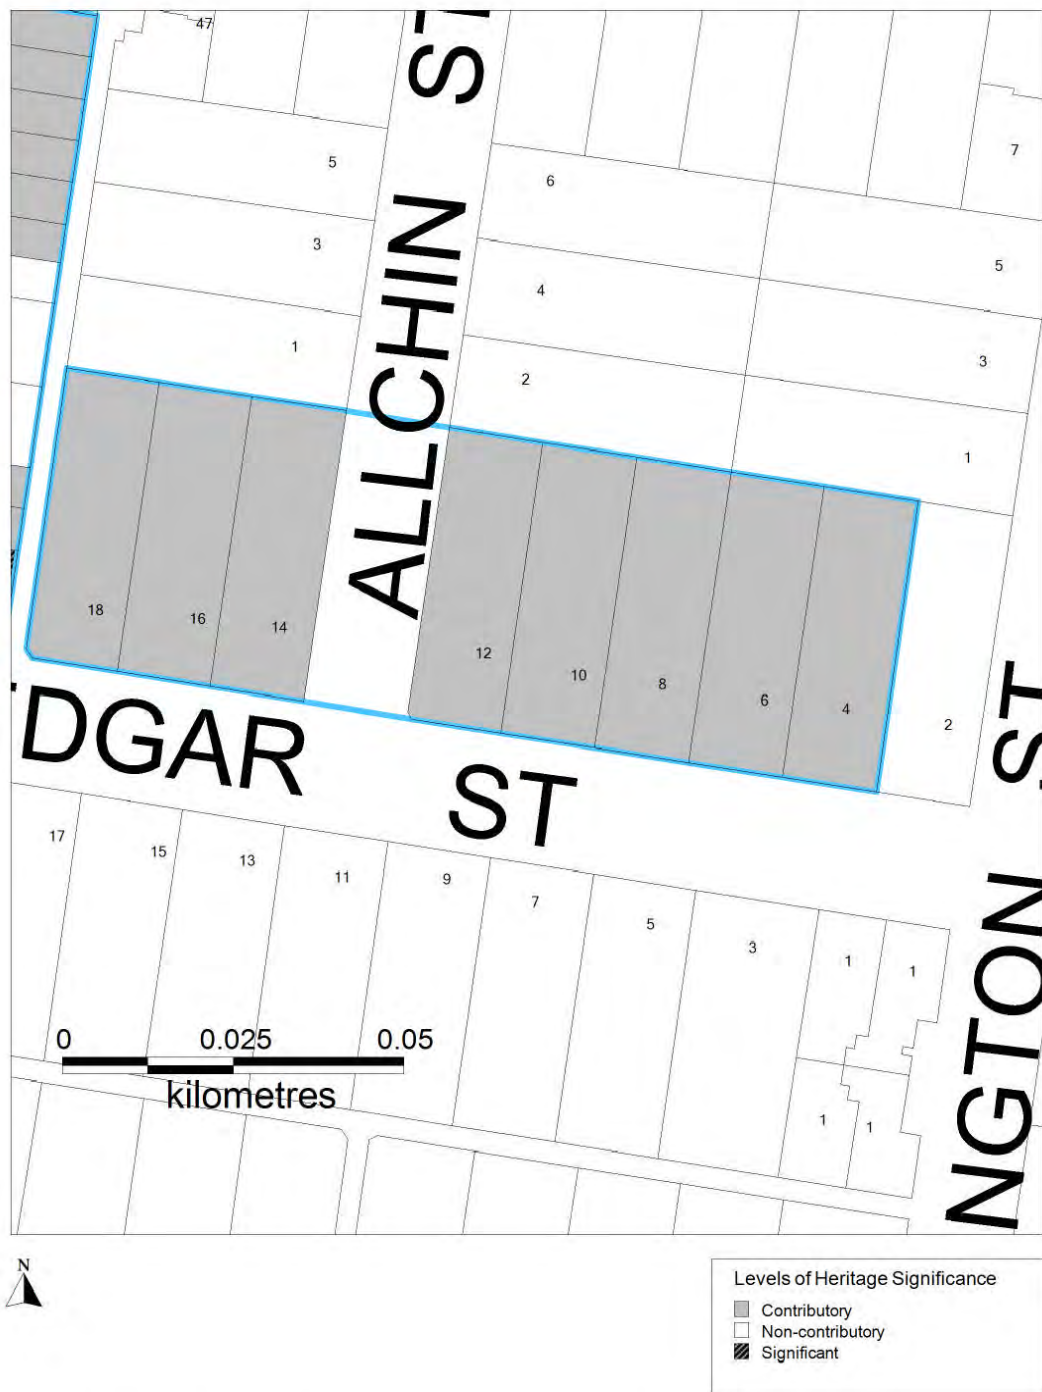 47
ALLCHIN ST
7
5
6
3
5
4
3
1
2
1
18
16
14
12
10
8
6
4
2
DGAR ST
ST
NGTON
17
15
13
11
9
7
5
3
1
1
0 0.025 0.05
kilometres
1
1
N
Levels of Heritage Significance
Contributory
Non-contributory
Significant